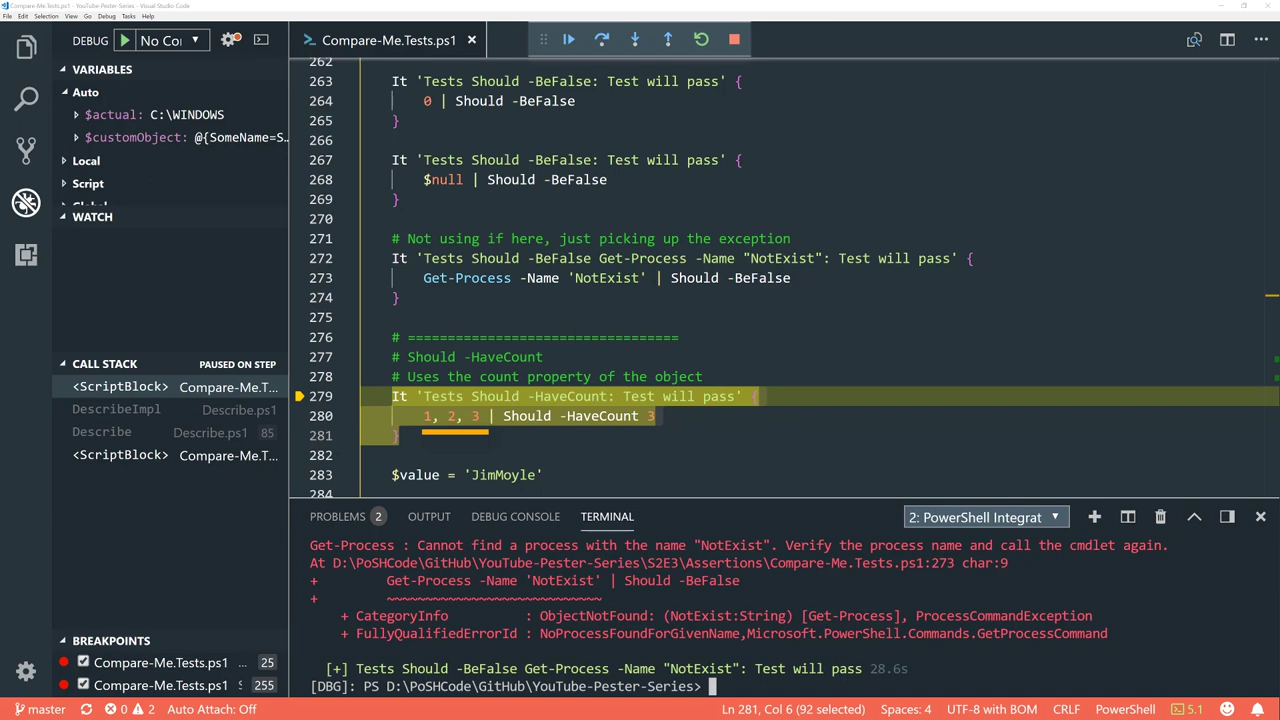 Compare-Me.Tests.ps1 - YouTube-Pester-Series - Visual Studio Code
File Edit Selection View Go Debug Tasks Help
DEBUG No Coi
Compare-Me.Tests.ps1
VARIABLES
Auto
$actual: C:\WINDOWS
$customObject: @{SomeName=S…
Local
Script
Global
WATCH
CALL STACK PAUSED ON STEP
<ScriptBlock> Compare-Me.T...
DescribeImpl Describe.ps1
Describe Describe.ps1 85
<ScriptBlock> Compare-Me.T...
BREAKPOINTS
Compare-Me.Tests.ps1 ... 25
Compare-Me.Tests.ps1 255
262
263 It 'Tests Should -BeFalse: Test will pass' {
264 0 | Should -BeFalse
265 }
266
267 It 'Tests Should -BeFalse: Test will pass' {
268 $null | Should -BeFalse
269 }
270
271 # Not using if here, just picking up the exception
272 It 'Tests Should -BeFalse Get-Process -Name "NotExist": Test will pass' {
273 Get-Process -Name 'NotExist' | Should -BeFalse
274 }
275
276 # ==================================
277 # Should -HaveCount
278 # Uses the count property of the object
279 It 'Tests Should -HaveCount: Test will pass' {
280 1, 2, 3 | Should -HaveCount 3
281 }
282
283 $value = 'JimMoyle'
284
PROBLEMS 2 OUTPUT DEBUG CONSOLE TERMINAL 2: PowerShell Integrat
Get-Process : Cannot find a process with the name "NotExist". Verify the process name and call the cmdlet again.
At D:\PoSHCode\GitHub\YouTube-Pester-Series\S2E3\Assertions\Compare-Me.Tests.ps1:273 char:9
+ Get-Process -Name 'NotExist' | Should -BeFalse
+ ~~~~~~~~~~~~~~~~~~~~~~~~~~~~
+ CategoryInfo : ObjectNotFound: (NotExist:String) [Get-Process], ProcessCommandException
+ FullyQualifiedErrorId : NoProcessFoundForGivenName,Microsoft.PowerShell.Commands.GetProcessCommand
[+] Tests Should -BeFalse Get-Process -Name "NotExist": Test will pass 28.6s
[DBG]: PS D:\PoSHCode\GitHub\YouTube-Pester-Series>
master 0 2 Auto Attach: Off Ln 281, Col 6 (92 selected) Spaces: 4 UTF-8 with BOM CRLF PowerShell 5.1